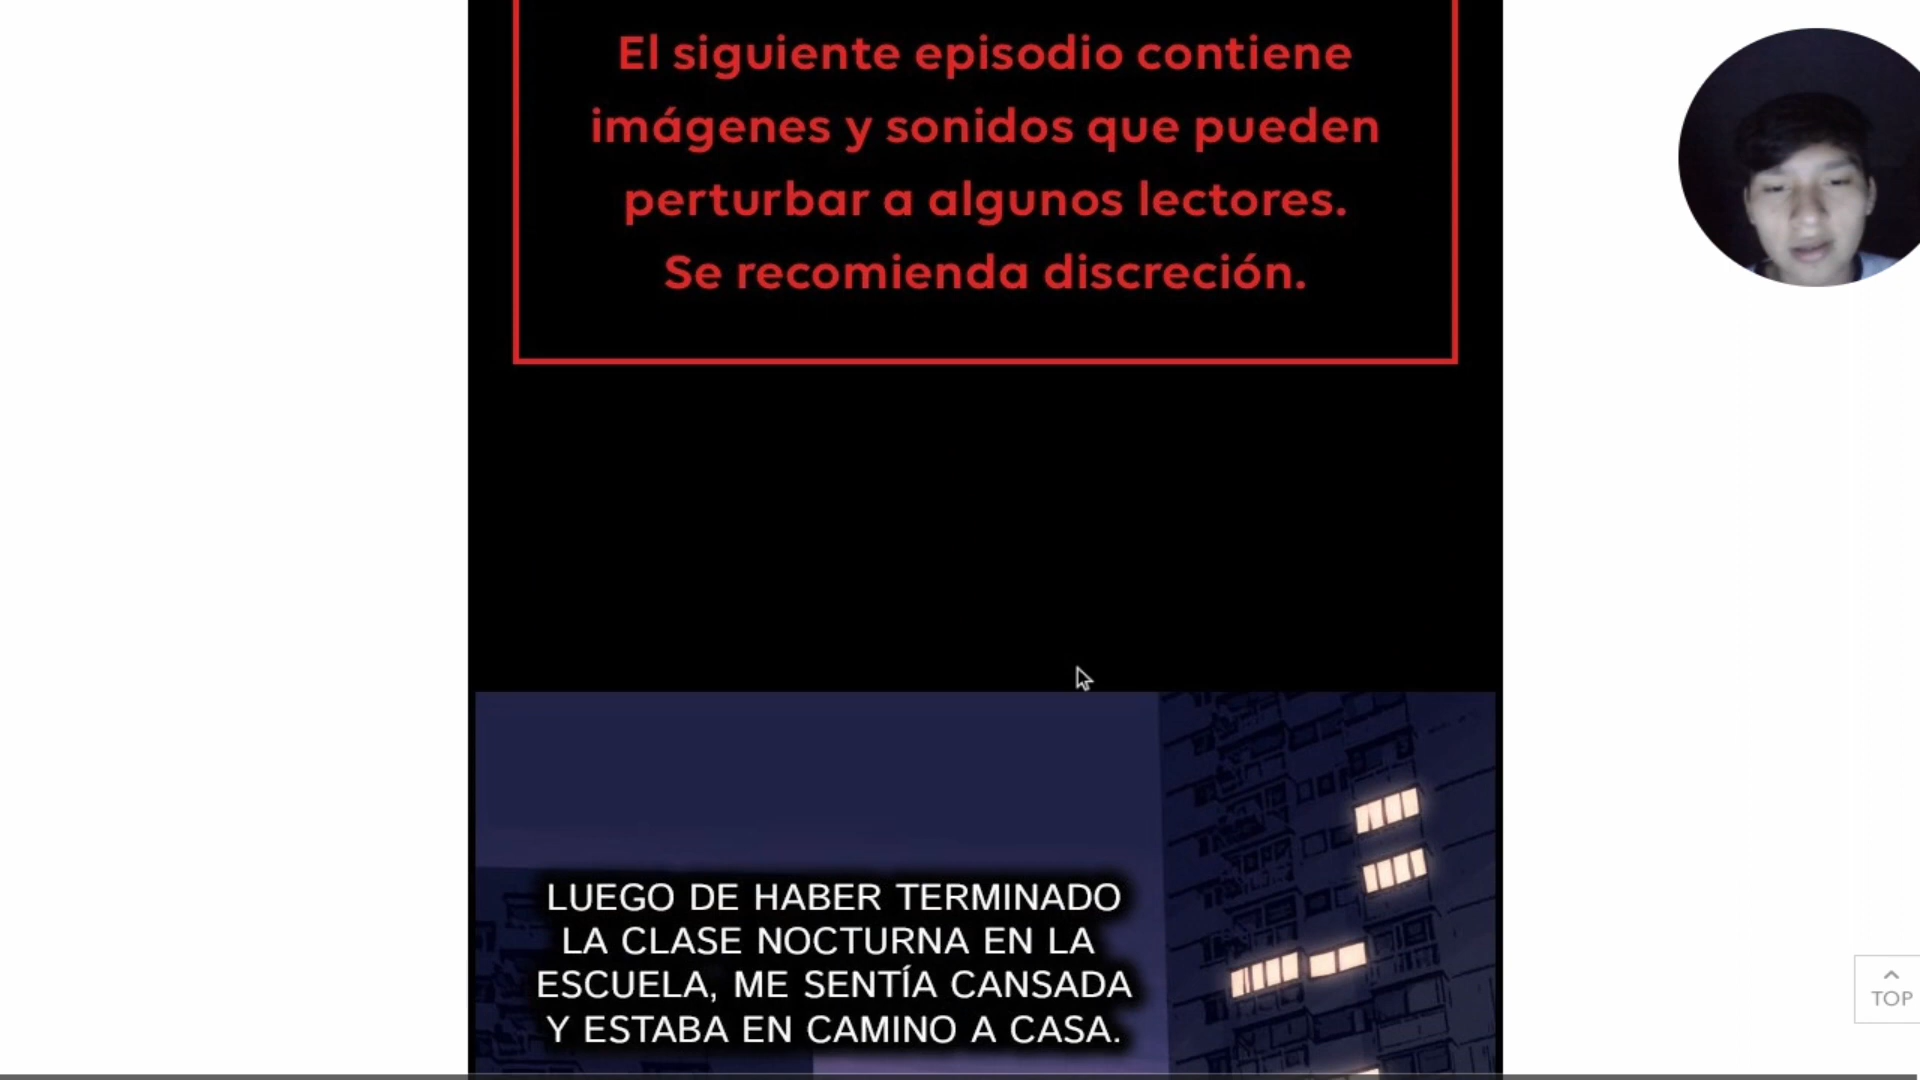 El siguiente episodio contiene
imágenes y sonidos que pueden
perturbar a algunos lectores.
Se recomienda discreción.
LUEGO DE HABER TERMINADO
LA CLASE NOCTURNA EN LA
ESCUELA, ME SENTÍA CANSADA
Y ESTABA EN CAMINO A CASA.
TOP